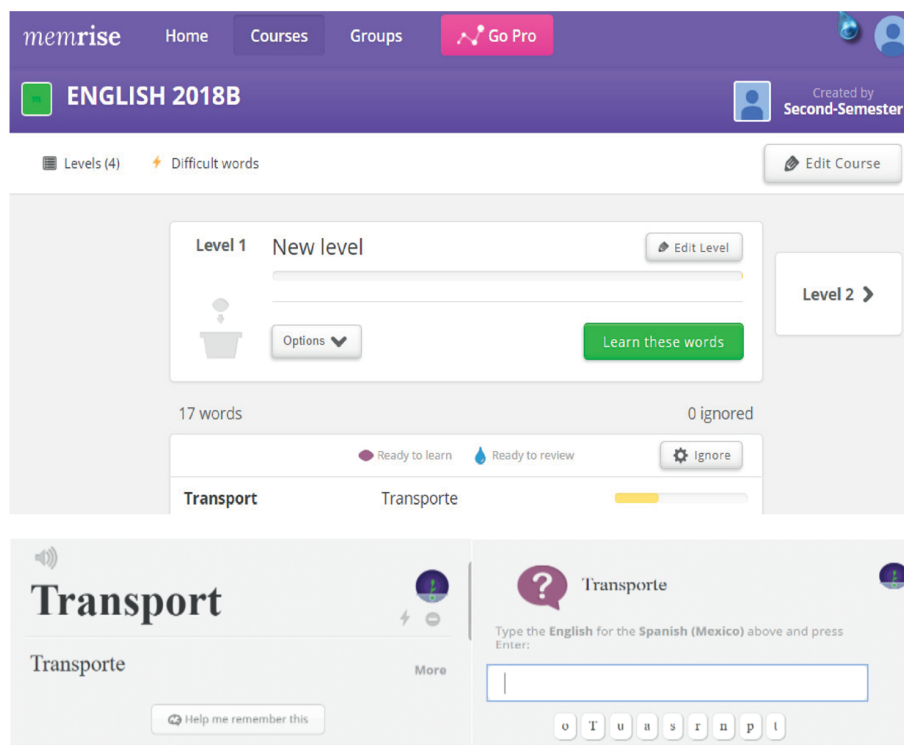 memrise Home Courses Groups Go Pro
ENGLISH 2018B
Created by
Second-Semester
Levels (4) Difficult words Edit Course
Level 1 New level Edit Level
Level 2
Options Learn these words
17 words 0 ignored
Ready to learn Ready to review Ignore
Transport Transporte
Transport
Transporte More
Help me remember this
Transporte
Type the English for the Spanish (Mexico) above and press
Enter:
o T u a s r n p t